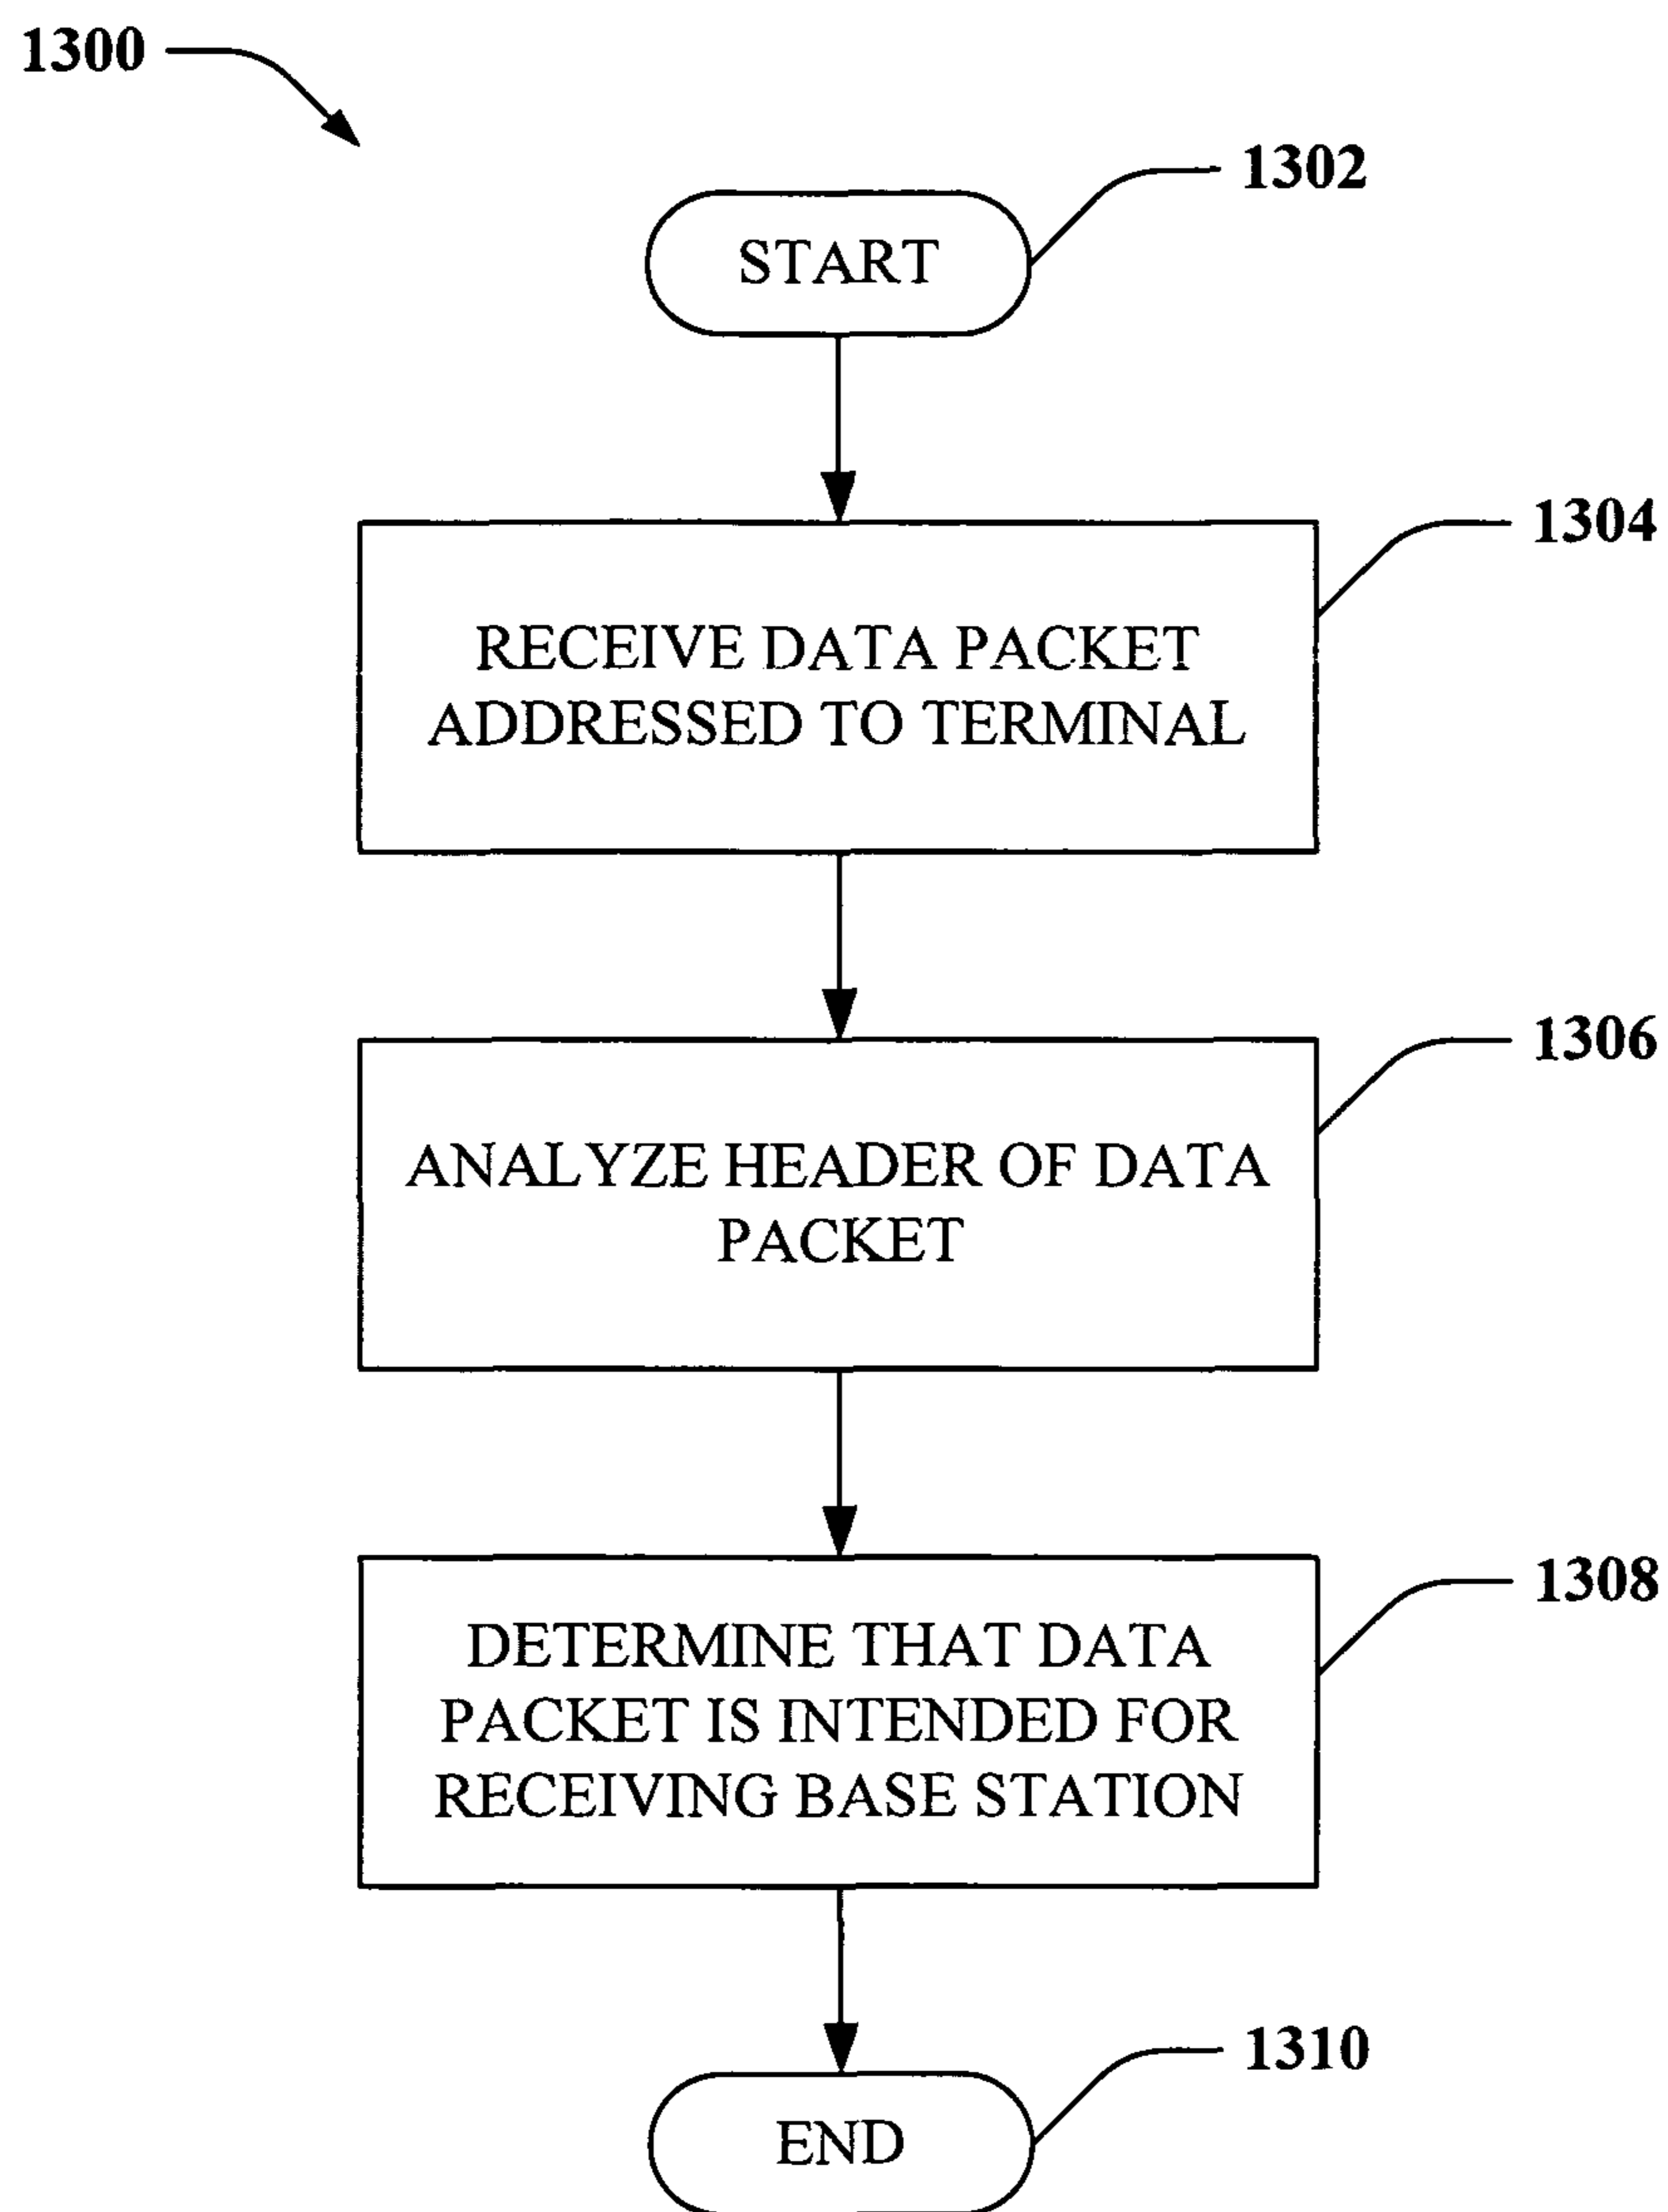 1300
1302
START
1304
RECEIVE DATA PACKET
ADDRESSED TO TERMINAL
1306
ANALYZE HEADER OF DATA
PACKET
1308
DETERMINE THAT DATA
PACKET IS INTENDED FOR
RECEIVING BASE STATION
1310
END